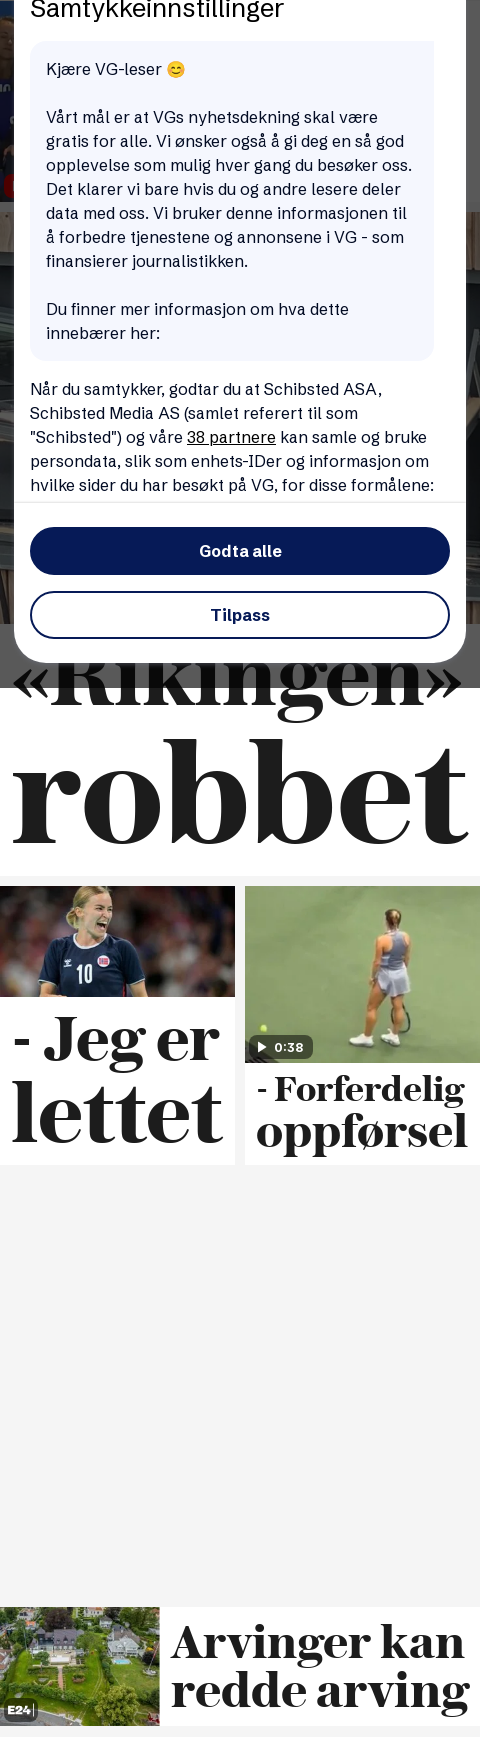 Samtykkeinnstillinger
Kjære VG-leser 😊
Vårt mål er at VGs nyhetsdekning skal være
gratis for alle. Vi ønsker også å gi deg en så god
opplevelse som mulig hver gang du besøker oss.
Det klarer vi bare hvis du og andre lesere deler
data med oss. Vi bruker denne informasjonen til
å forbedre tjenestene og annonsene i VG - som
finansierer journalistikken.
Du finner mer informasjon om hva dette
innebærer her:
Når du samtykker, godtar du at Schibsted ASA,
Schibsted Media AS (samlet referert til som
"Schibsted") og våre 38 partnere kan samle og bruke
persondata, slik som enhets-IDer og informasjon om
hvilke sider du har besøkt på VG, for disse formålene:
Godta alle
Tilpass
«Rikingen»
robbet
10
- Jeg er
lettet
0:38
- Forferdelig
oppførsel
E24
Arvinger kan
redde arving